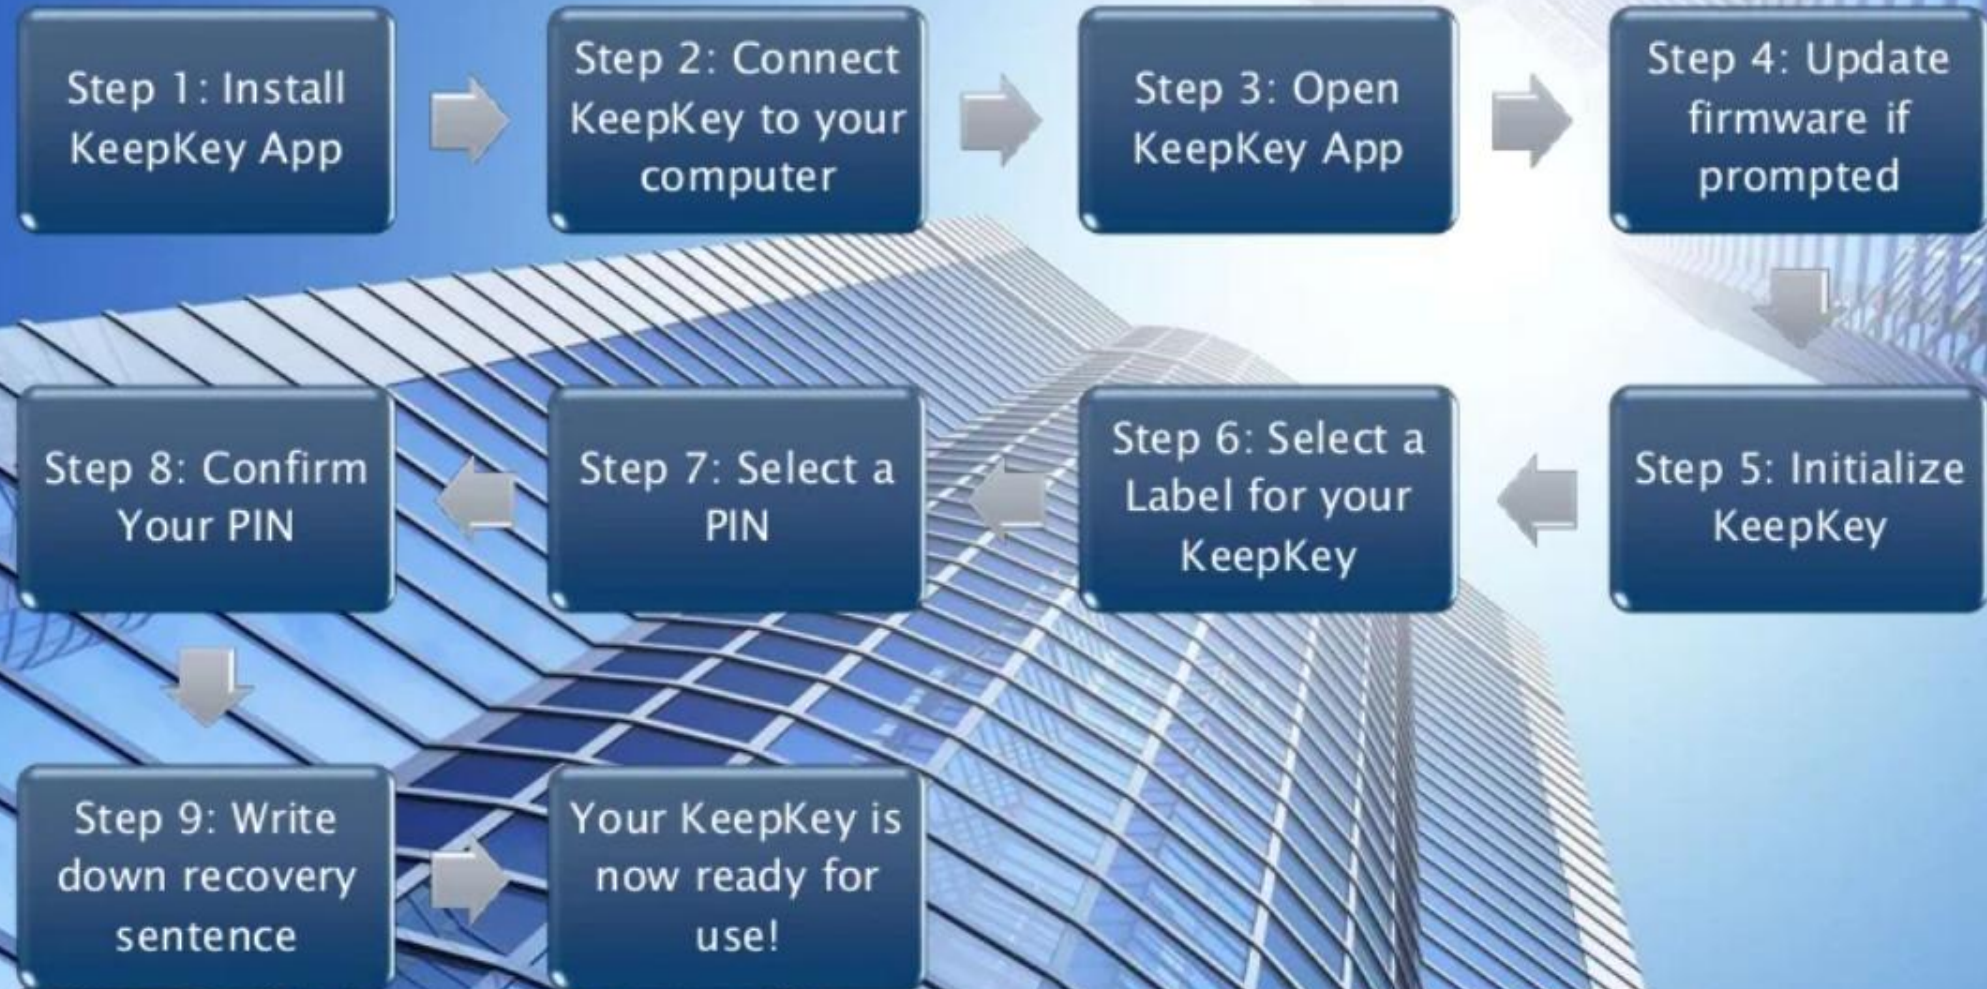 Step 1: Install
KeepKey App
Step 2: Connect
KeepKey to your
computer
Step 3: Open
KeepKey App
Step 4: Update
firmware if
prompted
Step 5: Initialize
KeepKey
Step 6: Select a
Label for your
KeepKey
Step 7: Select a
PIN
Step 8: Confirm
Your PIN
Step 9: Write
down recovery
sentence
Your KeepKey is
now ready for
use!